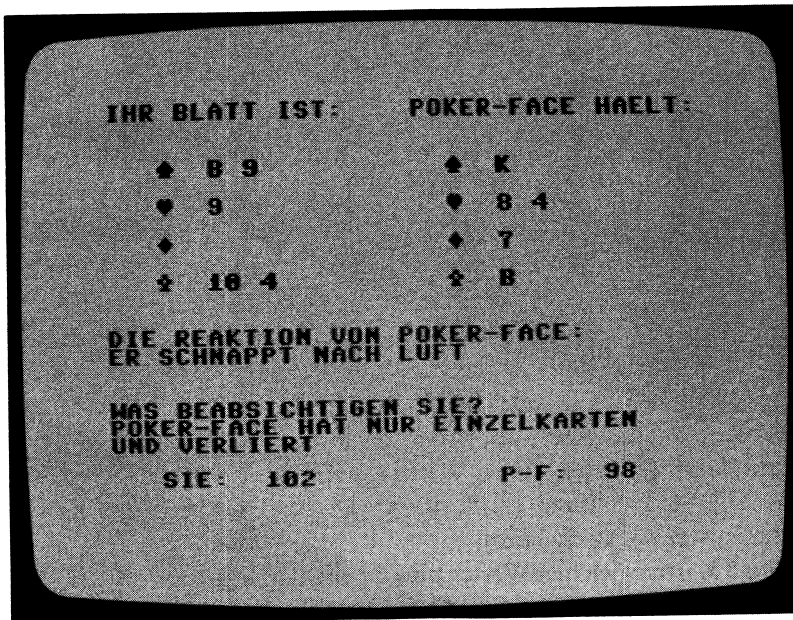 IHR BLATT IST: POKER-FACE HAELT:
♠ B 9 ♠ K
♥ 9 ♥ 8 4
♦ ♦ 7
♣ 10 4 ♣ B
DIE REAKTION VON POKER-FACE:
ER SCHNAPPT NACH LUFT
WAS BEABSICHTIGEN SIE?
POKER-FACE HAT NUR EINZELKARTEN
UND VERLIERT
SIE: 102 P-F: 98